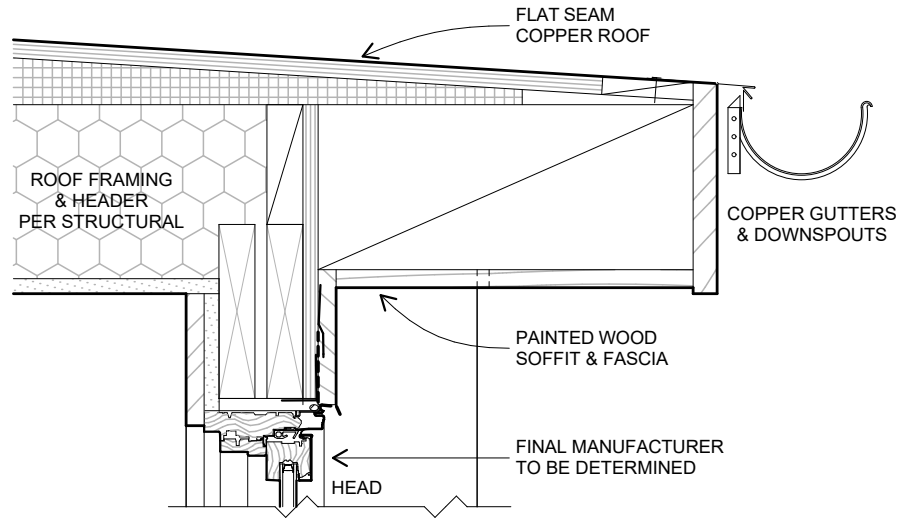 FLAT SEAM
COPPER ROOF
ROOF FRAMING
& HEADER
PER STRUCTURAL
COPPER GUTTERS
& DOWNSPOUTS
PAINTED WOOD
SOFFIT & FASCIA
FINAL MANUFACTURER
TO BE DETERMINED
HEAD